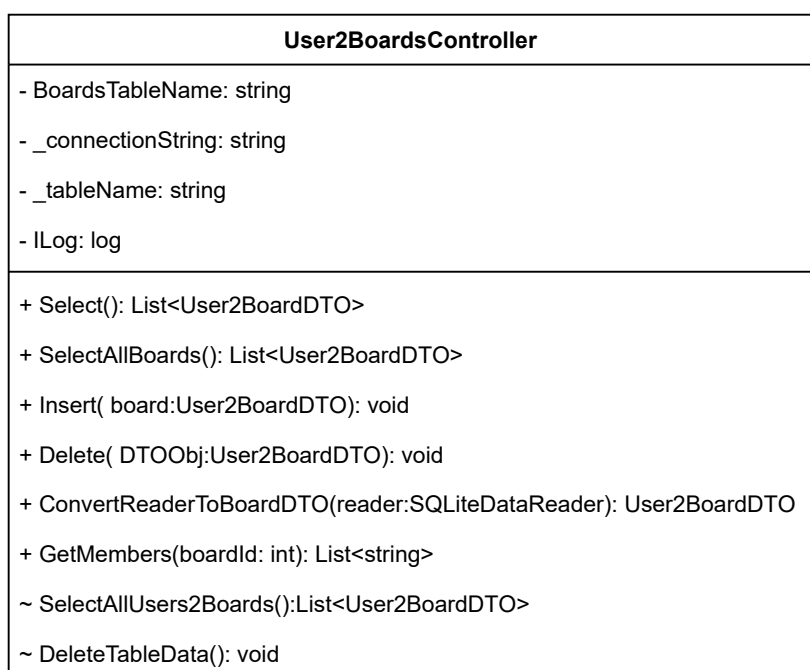 User2BoardsController
- BoardsTableName: string
- _connectionString: string
- _tableName: string
- ILog: log
+ Select(): List<User2BoardDTO>
+ SelectAllBoards(): List<User2BoardDTO>
+ Insert( board:User2BoardDTO): void
+ Delete( DTOObj:User2BoardDTO): void
+ ConvertReaderToBoardDTO(reader:SQLiteDataReader): User2BoardDTO
+ GetMembers(boardId: int): List<string>
~ SelectAllUsers2Boards():List<User2BoardDTO>
~ DeleteTableData(): void